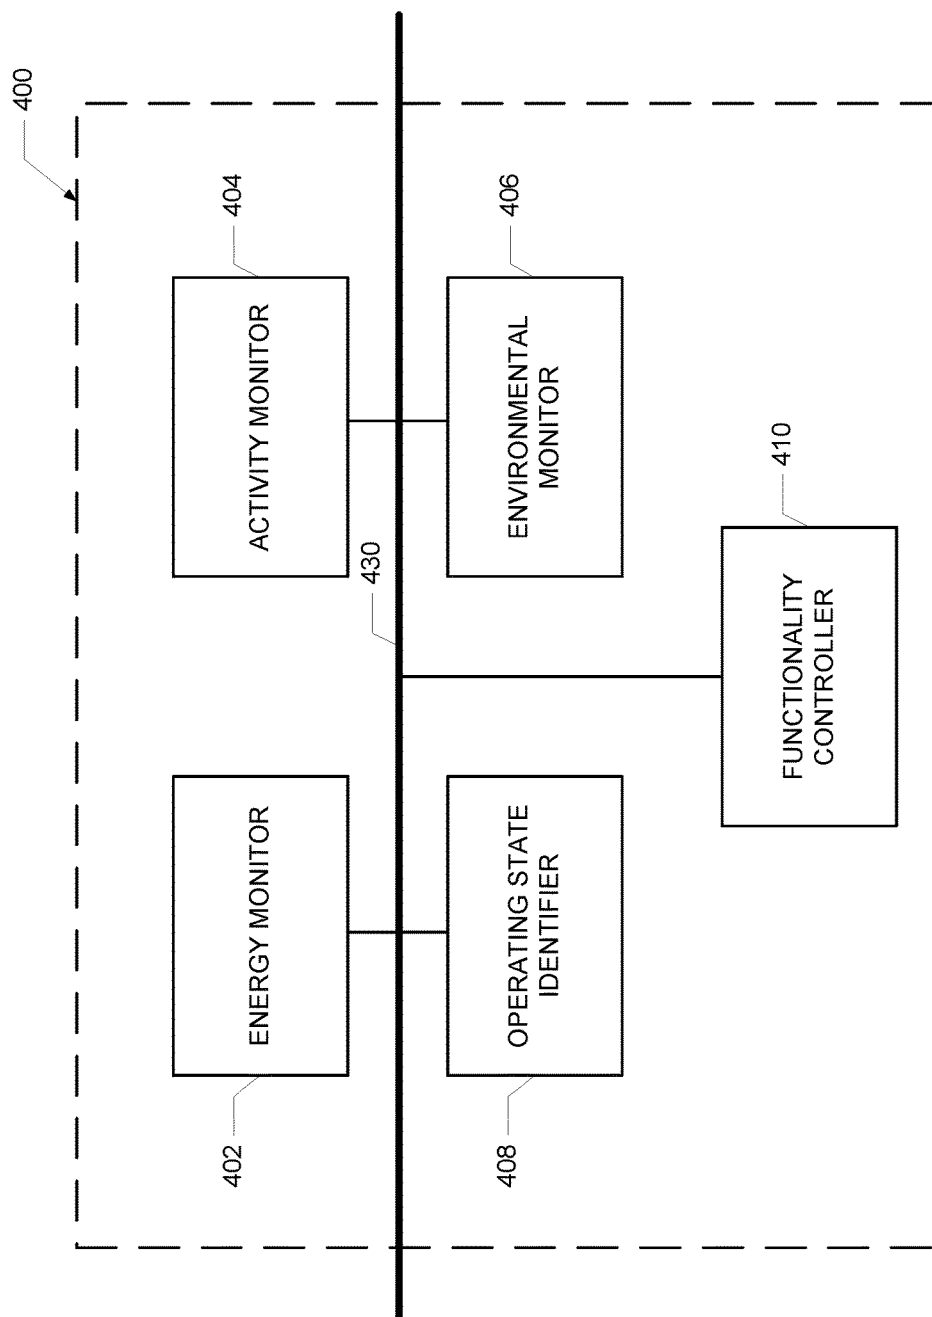 400
402
ENERGY MONITOR
ACTIVITY MONITOR
404
430
408
OPERATING STATE
IDENTIFIER
ENVIRONMENTAL
MONITOR
406
FUNCTIONALITY
CONTROLLER
410